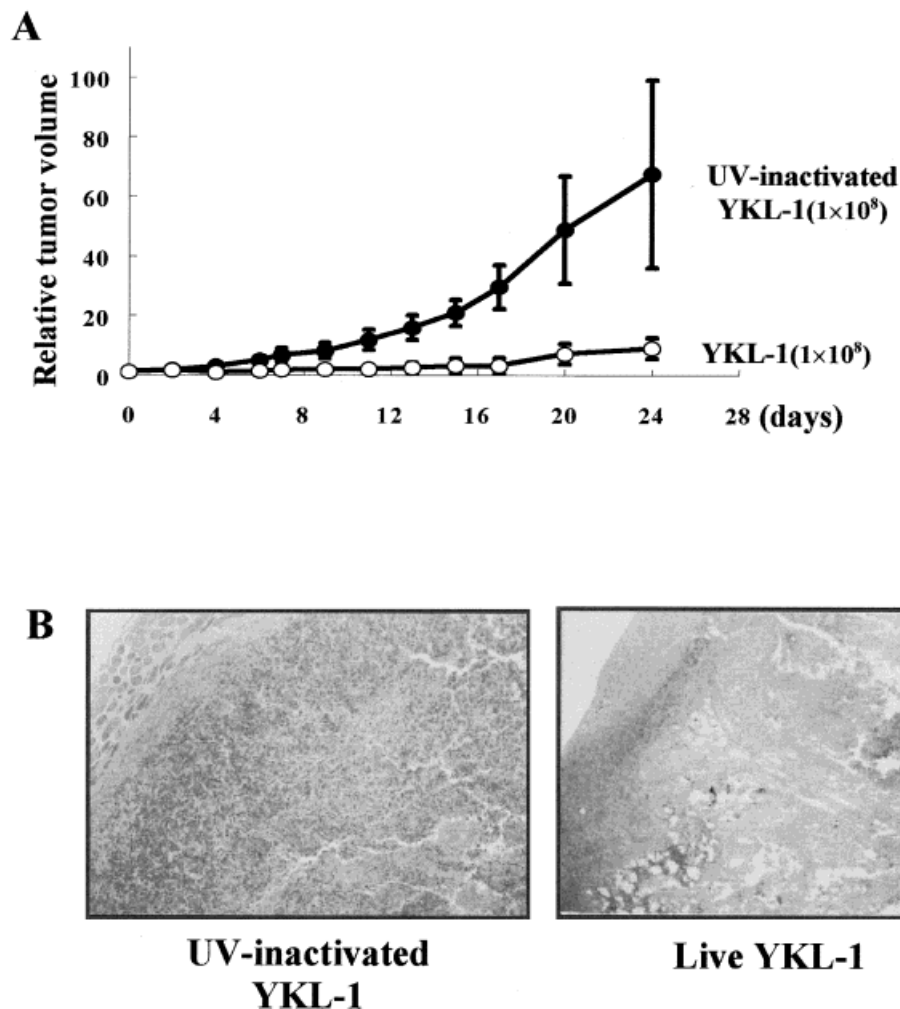 A
Relative tumor volume
100
80
60
40
20
0
0 4 8 12 16 20 24 28 (days)
UV-inactivated
YKL-1(1×10⁸)
YKL-1(1×10⁸)
B
UV-inactivated
YKL-1
Live YKL-1